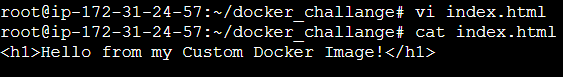 root@ip-172-31-24-57:~/docker_challange# vi index.html
root@ip-172-31-24-57:~/docker_challange# cat index.html
<h1>Hello from my Custom Docker Image!</h1>